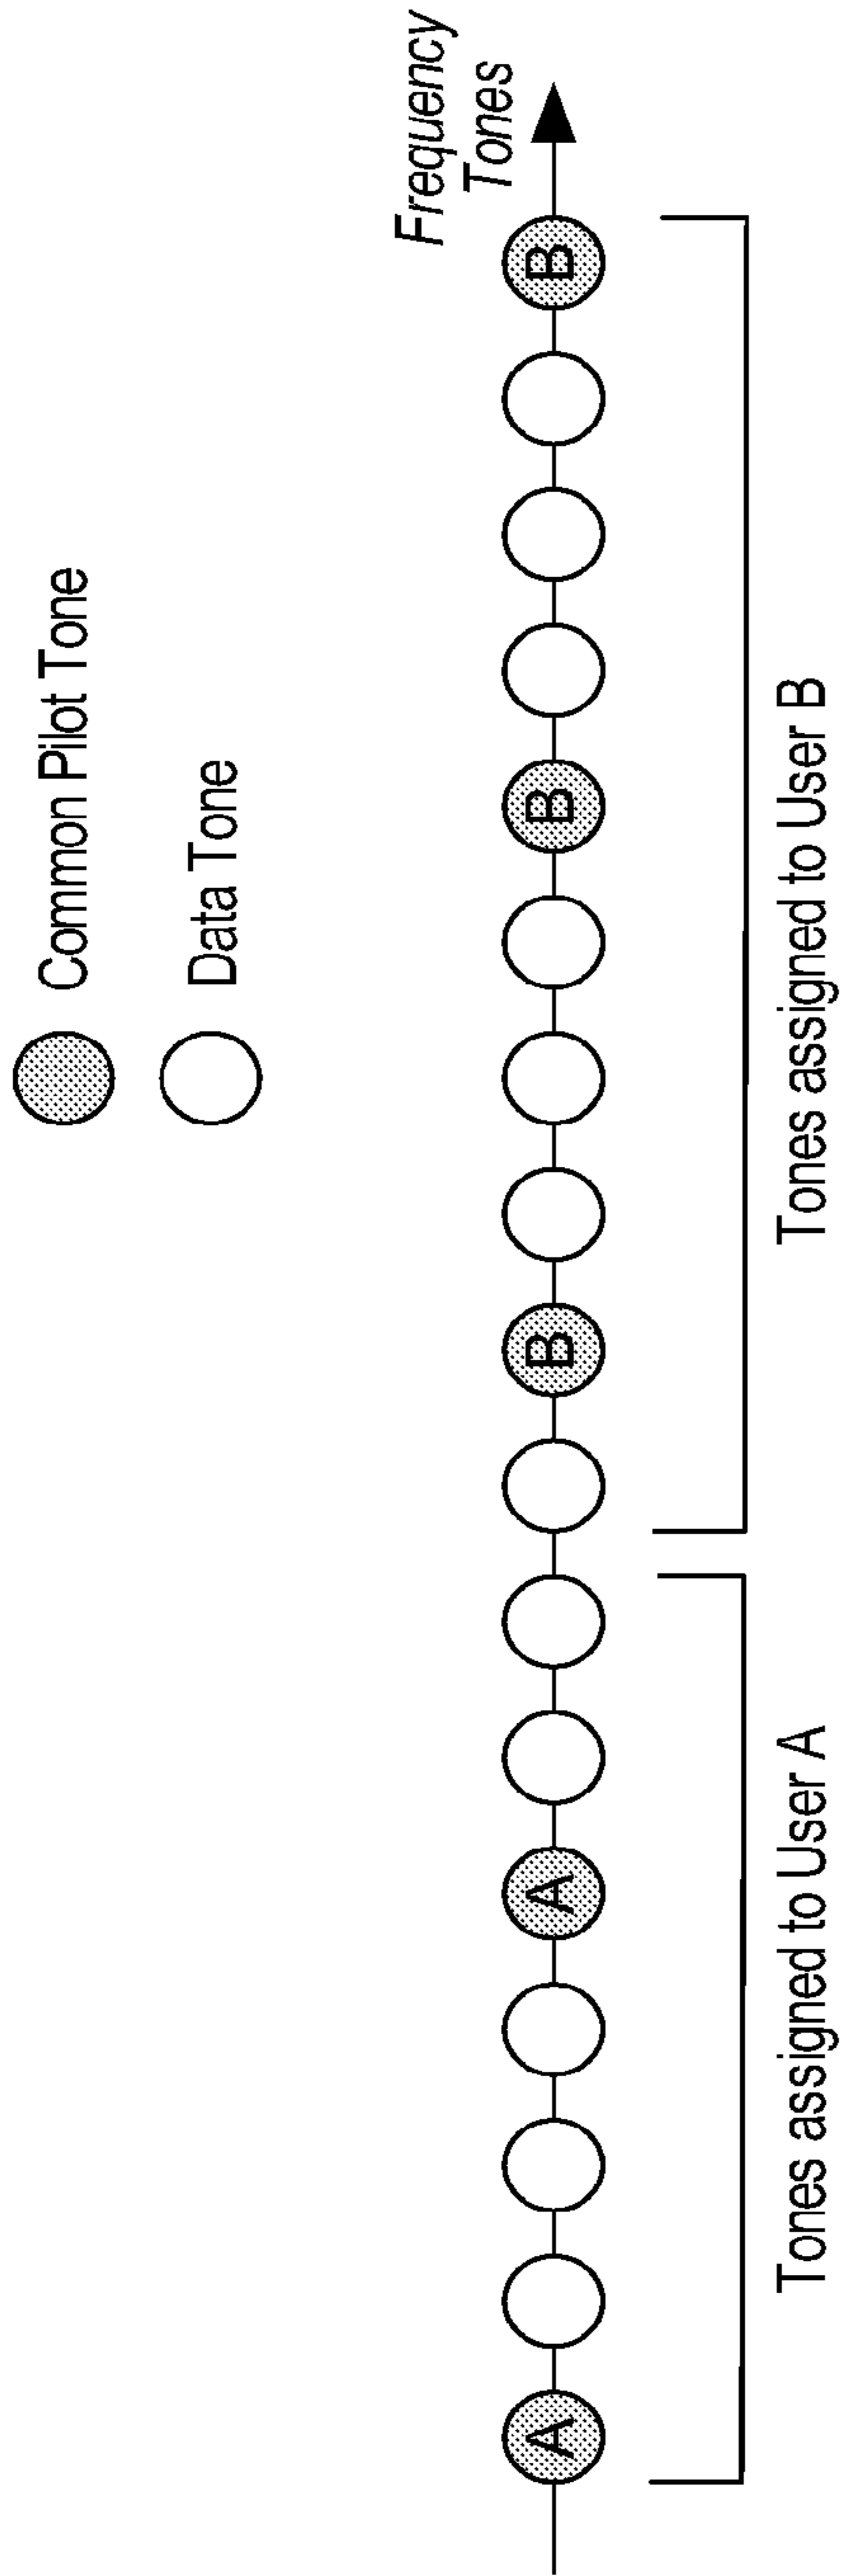 Common Pilot Tone
Data Tone
Frequency
Tones
A
A
B
B
B
Tones assigned to User A
Tones assigned to User B